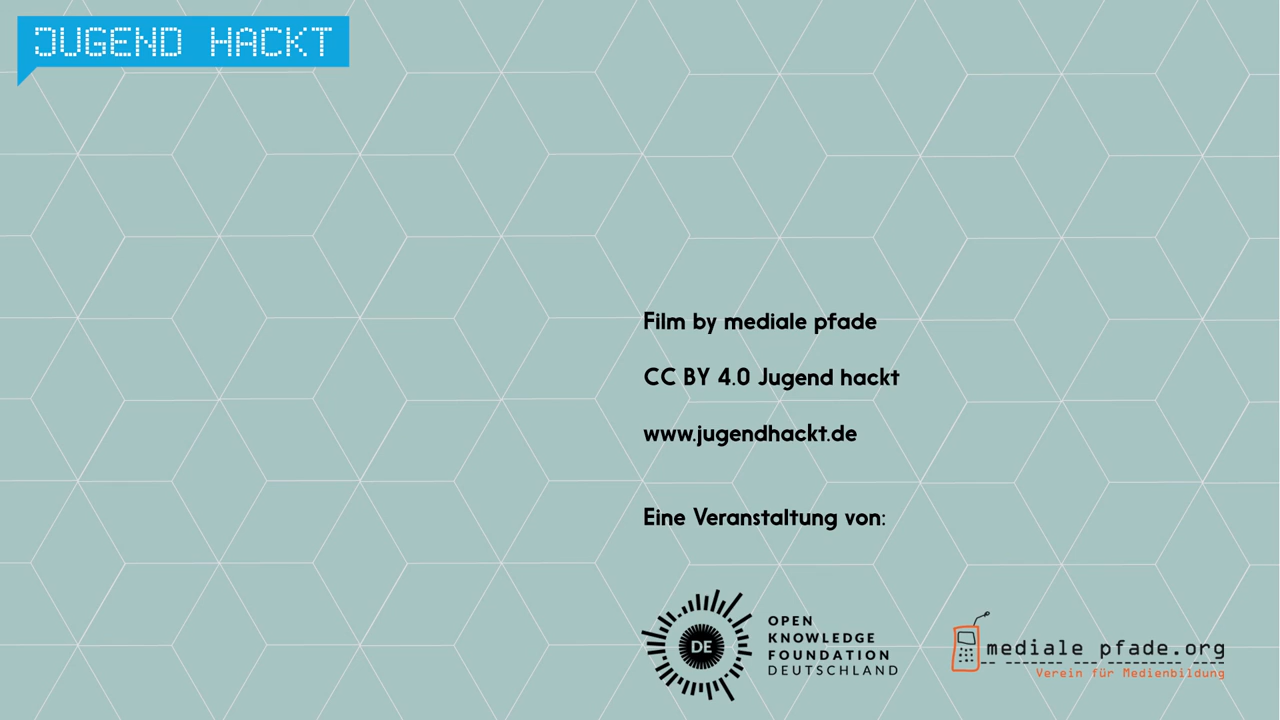 JUGEND HACKT
Film by mediale pfade
CC BY 4.0 Jugend hackt
www.jugendhackt.de
Eine Veranstaltung von:
DE
OPEN
KNOWLEDGE
FOUNDATION
DEUTSCHLAND
mediale pfade.org
Verein für Medienbildung